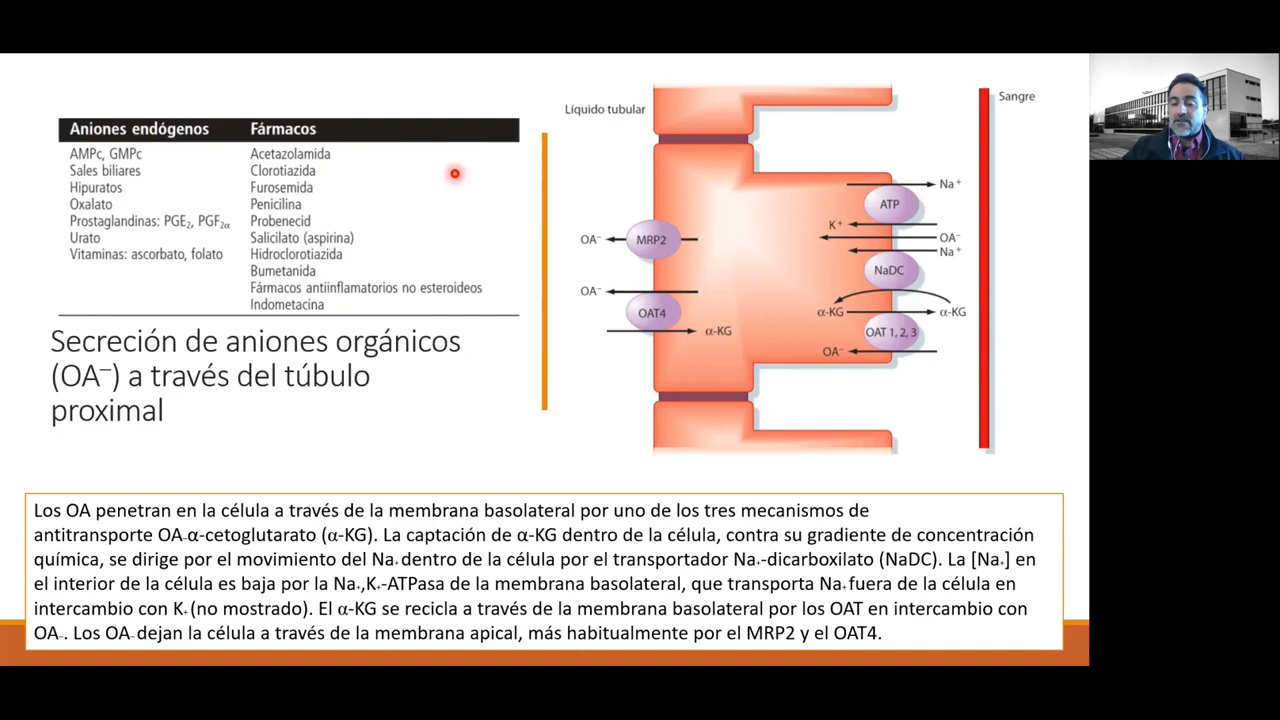 Aniones endógenos Fármacos
AMPc, GMPc Acetazolamida
Sales biliares Clorotiazida
Hipuratos Furosemida
Oxalato Penicilina
Prostaglandinas: PGE₂, PGF₂α Probenecid
Urato Salicilato (aspirina)
Vitaminas: ascorbato, folato Hidroclorotiazida
Bumetanida
Fármacos antiinflamatorios no esteroideos
Indometacina
Secreción de aniones orgánicos
(OA⁻) a través del túbulo
proximal
Líquido tubular
Sangre
Na⁺
ATP
K⁺
OA⁻
Na⁺
NaDC
α-KG
α-KG
OAT 1, 2, 3
OA⁻
OA⁻
MRP2
OA⁻
OAT4
α-KG
Los OA penetran en la célula a través de la membrana basolateral por uno de los tres mecanismos de
antitransporte OA₋α-cetoglutarato (α-KG). La captación de α-KG dentro de la célula, contra su gradiente de concentración
química, se dirige por el movimiento del Na₊ dentro de la célula por el transportador Na₊-dicarboxilato (NaDC). La [Na₊] en
el interior de la célula es baja por la Na₊,K₊-ATPasa de la membrana basolateral, que transporta Na₊ fuera de la célula en
intercambio con K₊ (no mostrado). El α-KG se recicla a través de la membrana basolateral por los OAT en intercambio con
OA₋. Los OA₋ dejan la célula a través de la membrana apical, más habitualmente por el MRP2 y el OAT4.